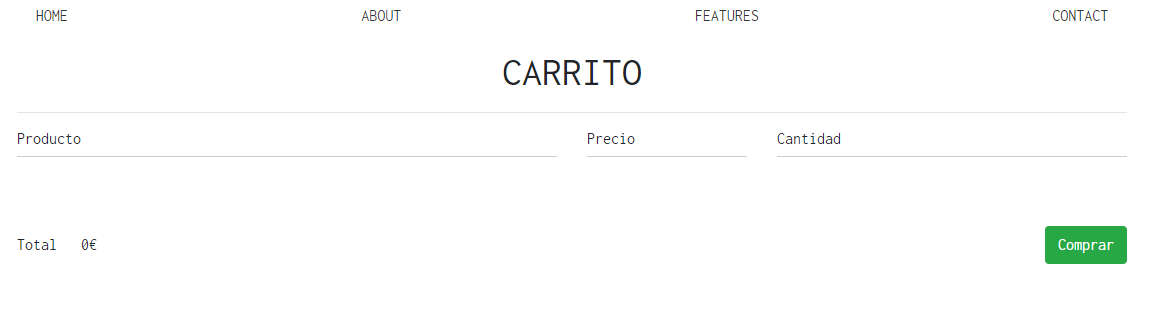 HOME ABOUT FEATURES CONTACT
CARRITO
Producto Precio Cantidad
Total 0€ Comprar